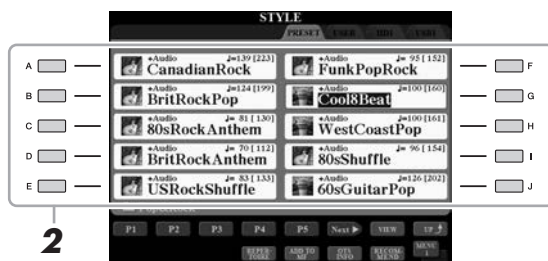 STYLE
PRESET USER HD1 USB1
A +Audio ♩=139 [223] CanadianRock
+Audio ♩= 95 [152] FunkPopRock F
B +Audio ♩=124 [199] BritRockPop
+Audio ♩=100 [160] Cool8Beat G
C +Audio ♩= 81 [130] 80sRockAnthem
+Audio ♩=100 [161] WestCoastPop H
D +Audio ♩= 70 [112] BritRockAnthem
+Audio ♩= 96 [154] 80sShuffle I
E +Audio ♩= 83 [133] USRockShuffle
+Audio ♩=126 [202] 60sGuitarPop J
2
P1 P2 P3 P4 P5 Next VIEW UP
REPER-TOIRE ADD TO MF OTS INFO RECOM-MEND MENU 1